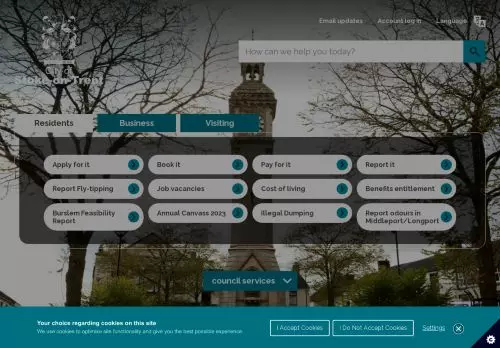 Email updates
Account log in
Language
City of
Stoke-on-Trent
How can we help you today?
Residents
Business
Visiting
Apply for it
Book it
Pay for it
Report it
Report Fly-tipping
Job vacancies
Cost of living
Benefits entitlement
Burslem Feasibility
Report
Annual Canvass 2023
Illegal Dumping
Report odours in
Middleport/Longport
council services
Your choice regarding cookies on this site
We use cookies to optimise site functionality and give you the best possible experience.
I Accept Cookies
I Do Not Accept Cookies
Settings